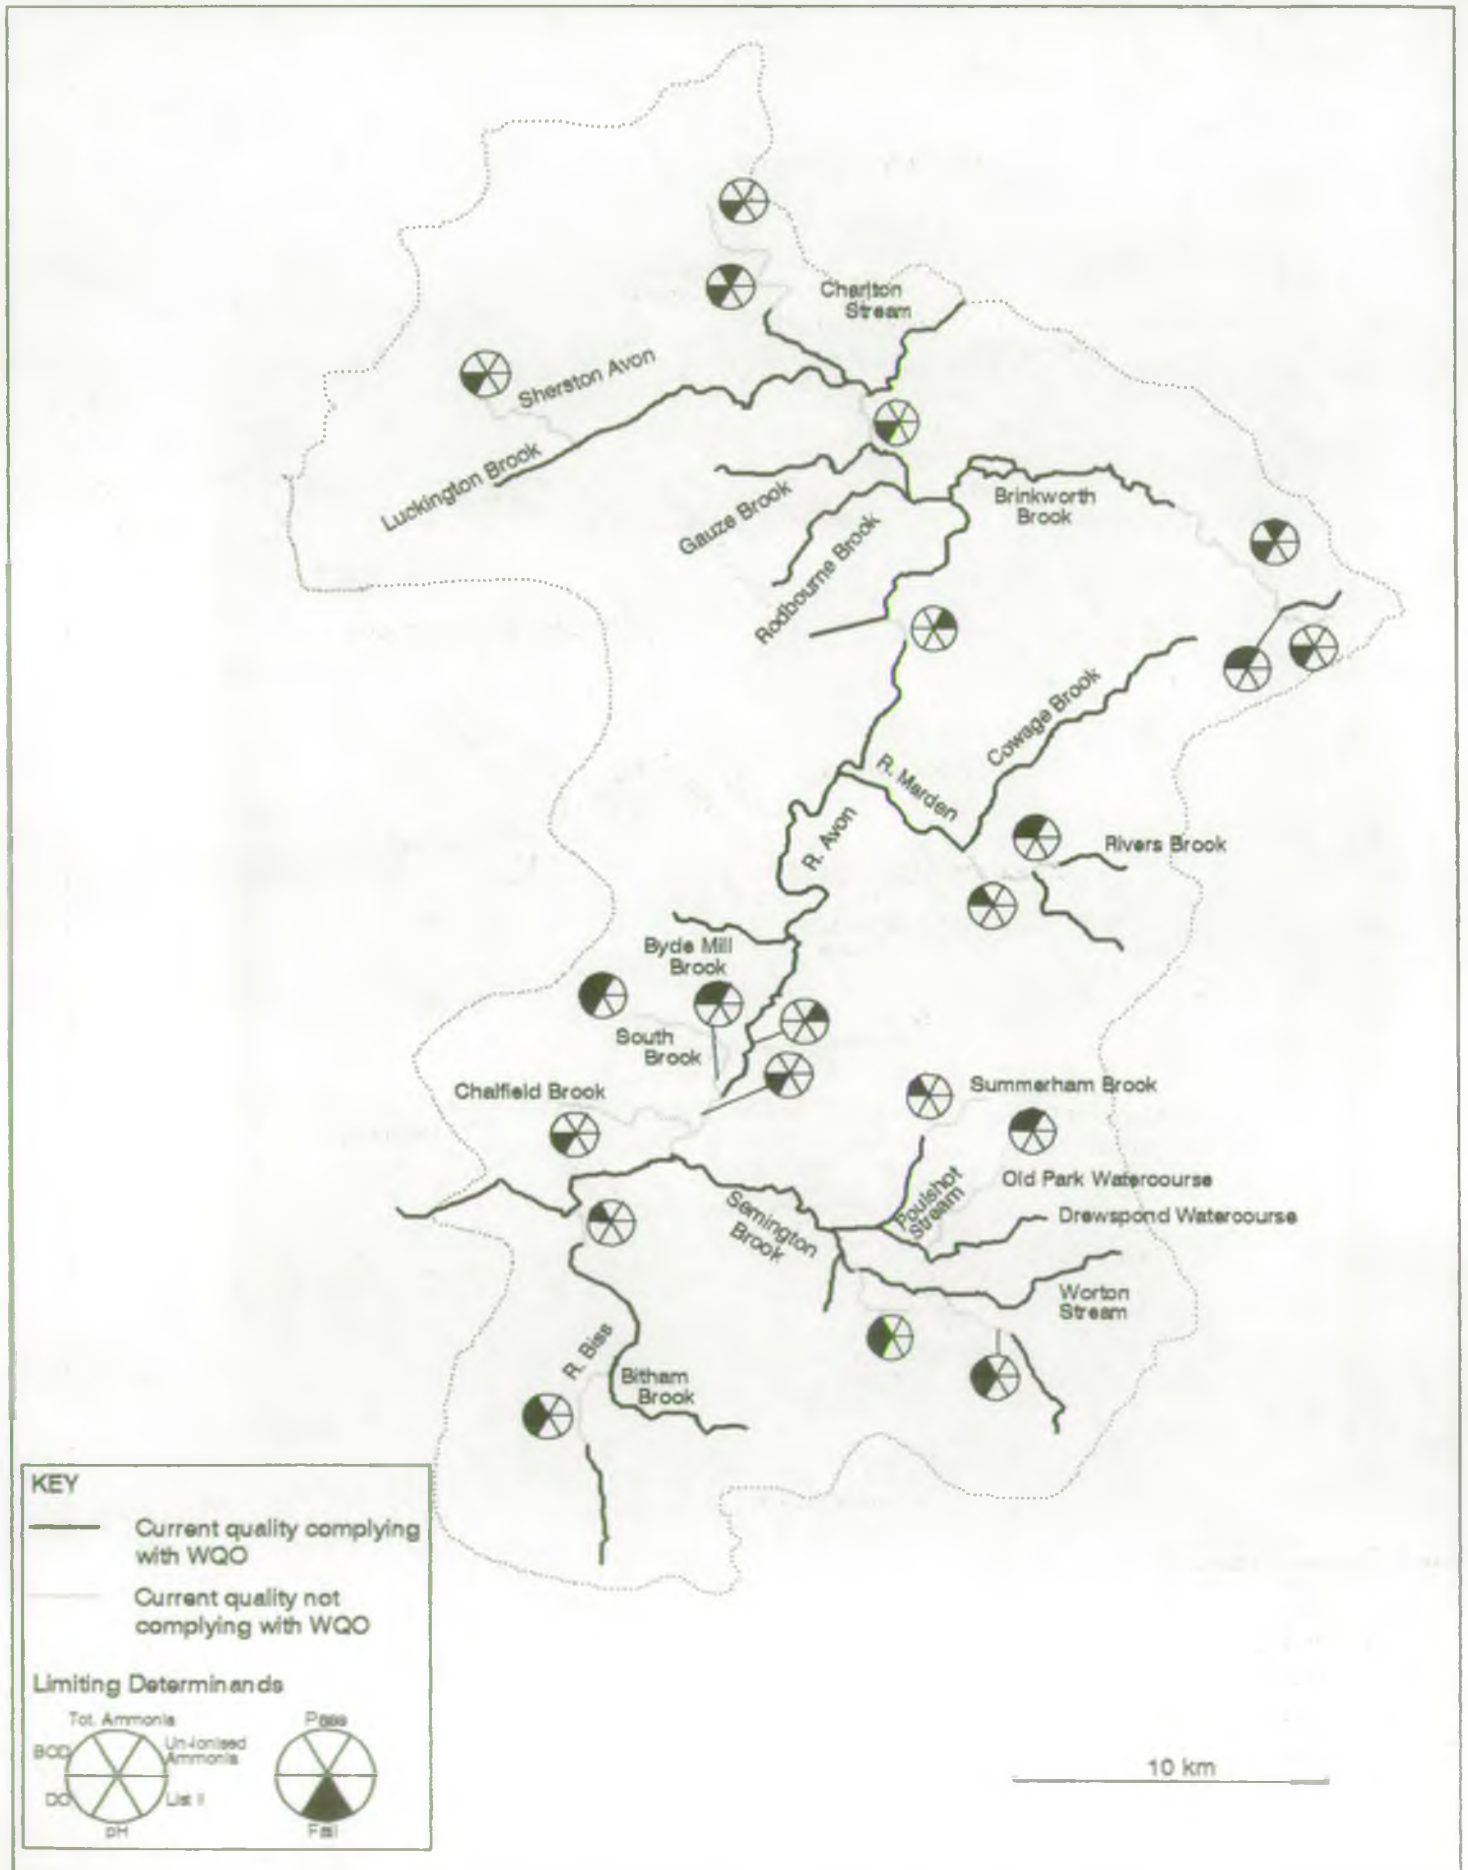 Charlton
Stream
Sherston Avon
Luckington Brook
Gauze Brook
Rodbourne Brook
Brinkworth
Brook
Cowage Brook
R. Marden
R. Avon
Rivers Brook
Byde Mill
Brook
South
Brook
Chalfield Brook
Summerham Brook
Old Park Watercourse
Poulshot
Stream
Drewspond Watercourse
Semington
Brook
Worton
Stream
R. Biss
Bitham
Brook
KEY
Current quality complying
with WQO
Current quality not
complying with WQO
Limiting Determinands
Tot. Ammonia
BOD
Un-ionised
Ammonia
DO
List II
pH
Pass
Fail
10 km